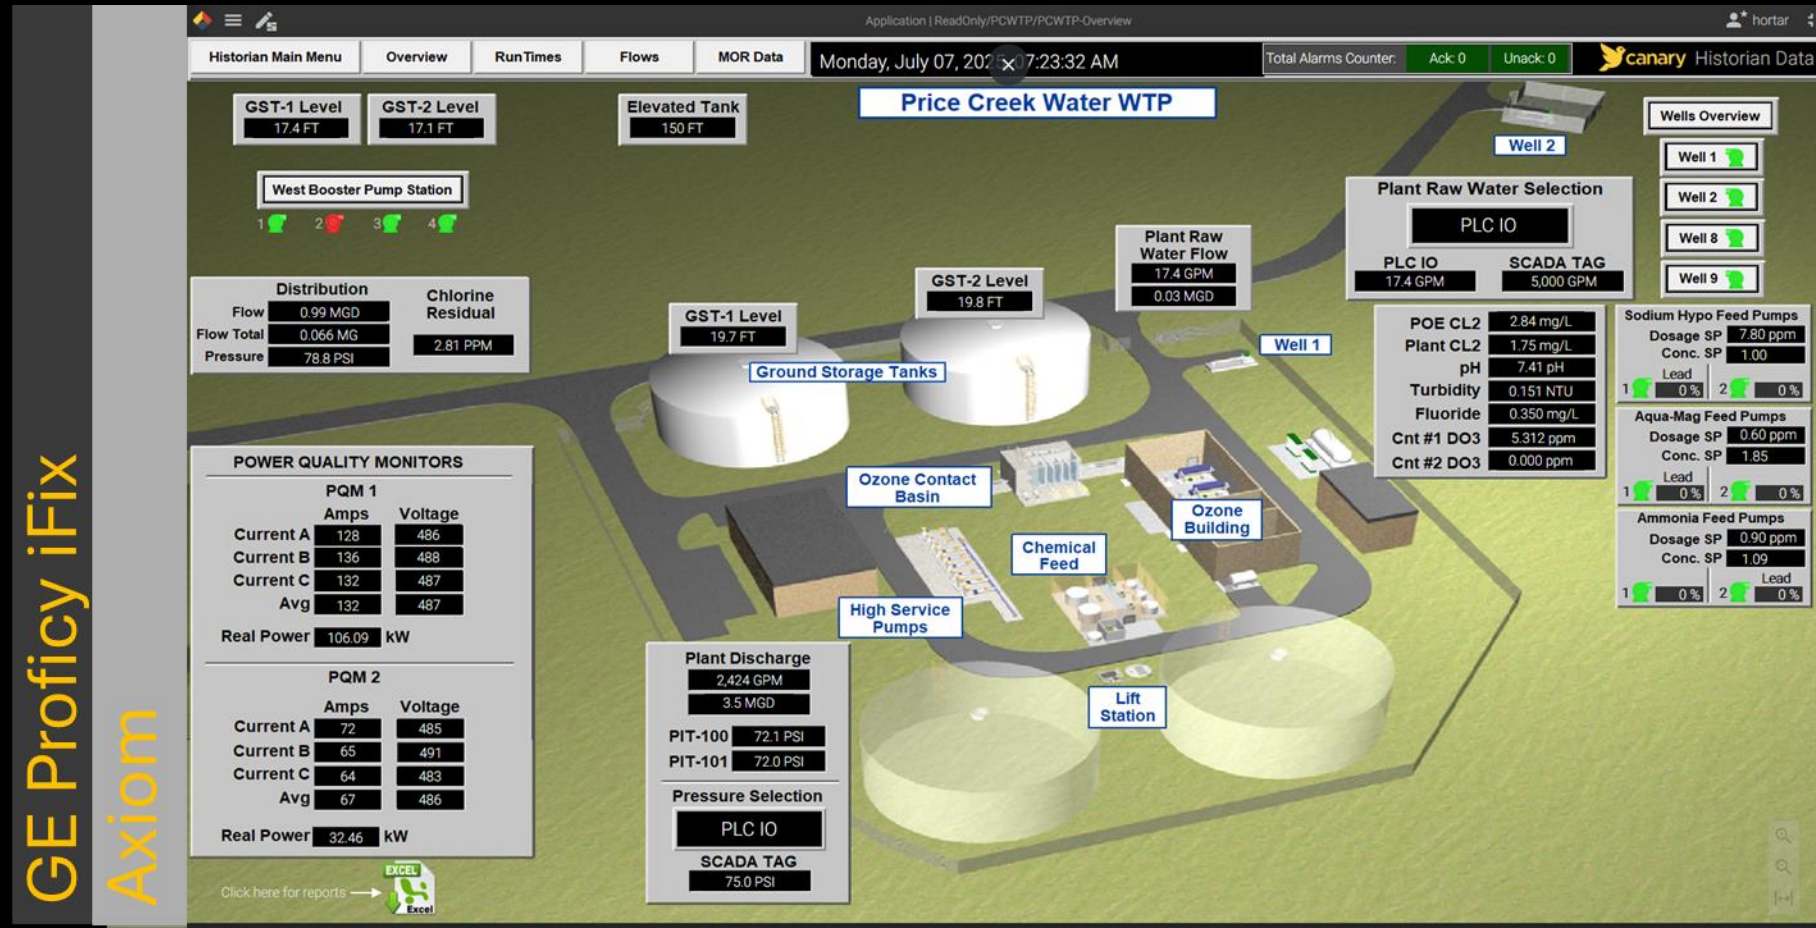 GE Proficy iFix
Axiom
Application | ReadOnly/PCWTP/PCWTP-Overview
hortar
Historian Main Menu
Overview
RunTimes
Flows
MOR Data
Monday, July 07, 07:23:32 AM
Total Alarms Counter:
Ack: 0
Unack: 0
canary Historian Data
GST-1 Level
17.4 FT
GST-2 Level
17.1 FT
Elevated Tank
150 FT
Price Creek Water WTP
West Booster Pump Station
1 2 3 4
Distribution
Flow 0.99 MGD
Flow Total 0.066 MG
Pressure 78.8 PSI
Chlorine
Residual
2.81 PPM
POWER QUALITY MONITORS
PQM 1
Amps Voltage
Current A 128 486
Current B 136 488
Current C 132 487
Avg 132 487
Real Power 106.09 kW
PQM 2
Amps Voltage
Current A 72 485
Current B 65 491
Current C 64 483
Avg 67 486
Real Power 32.46 kW
Click here for reports
EXCEL
Excel
GST-1 Level
19.7 FT
GST-2 Level
19.8 FT
Ground Storage Tanks
Plant Raw
Water Flow
17.4 GPM
0.03 MGD
Well 2
Well 1
Ozone Contact
Basin
Ozone
Building
Chemical
Feed
High Service
Pumps
Lift
Station
Plant Discharge
2,424 GPM
3.5 MGD
PIT-100 72.1 PSI
PIT-101 72.0 PSI
Pressure Selection
PLC IO
SCADA TAG
75.0 PSI
Plant Raw Water Selection
PLC IO
PLC IO SCADA TAG
17.4 GPM 5,000 GPM
POE CL2 2.84 mg/L
Plant CL2 1.75 mg/L
pH 7.41 pH
Turbidity 0.151 NTU
Fluoride 0.350 mg/L
Cnt #1 DO3 5.312 ppm
Cnt #2 DO3 0.000 ppm
Wells Overview
Well 1
Well 2
Well 8
Well 9
Sodium Hypo Feed Pumps
Dosage SP 7.80 ppm
Conc. SP 1.00
Lead
1 0 % 2 0 %
Aqua-Mag Feed Pumps
Dosage SP 0.60 ppm
Conc. SP 1.85
Lead
1 0 % 2 0 %
Ammonia Feed Pumps
Dosage SP 0.90 ppm
Conc. SP 1.09
Lead
1 0 % 2 0 %